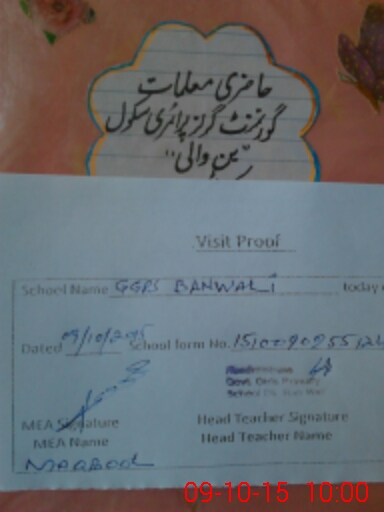 حاضری معلمات
گورنمنٹ گرلز پرائمری سکول
بن والی
Visit Proof
School Name GGPS BANWALI today
Dated 09/10/2015 School form No.
Govt. Girls Primary
School
MEA Signature Head Teacher Signature
MEA Name Head Teacher Name
MAQBOOL
09-10-15 10:00